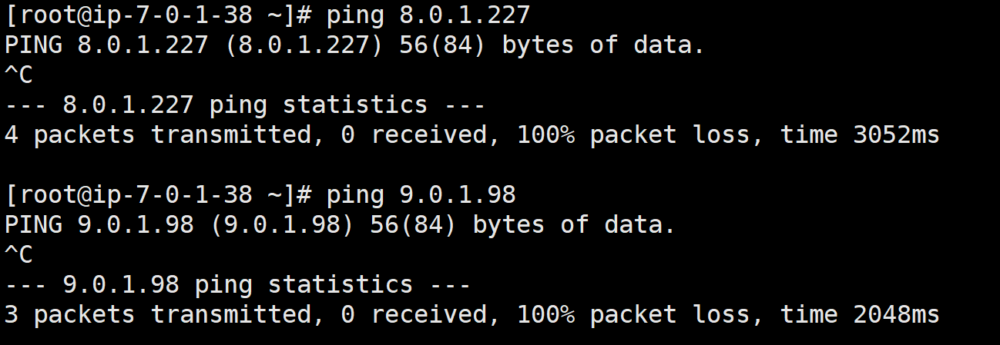 [root@ip-7-0-1-38 ~]# ping 8.0.1.227
PING 8.0.1.227 (8.0.1.227) 56(84) bytes of data.
^C
--- 8.0.1.227 ping statistics ---
4 packets transmitted, 0 received, 100% packet loss, time 3052ms

[root@ip-7-0-1-38 ~]# ping 9.0.1.98
PING 9.0.1.98 (9.0.1.98) 56(84) bytes of data.
^C
--- 9.0.1.98 ping statistics ---
3 packets transmitted, 0 received, 100% packet loss, time 2048ms